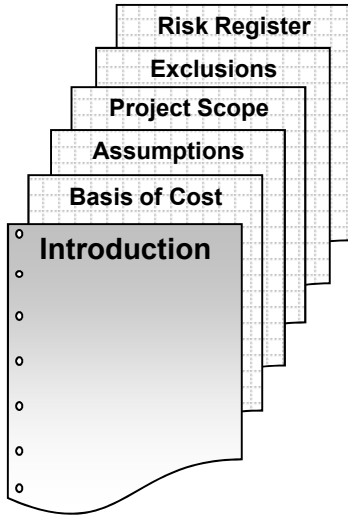 Risk Register
Exclusions
Project Scope
Assumptions
Basis of Cost
Introduction